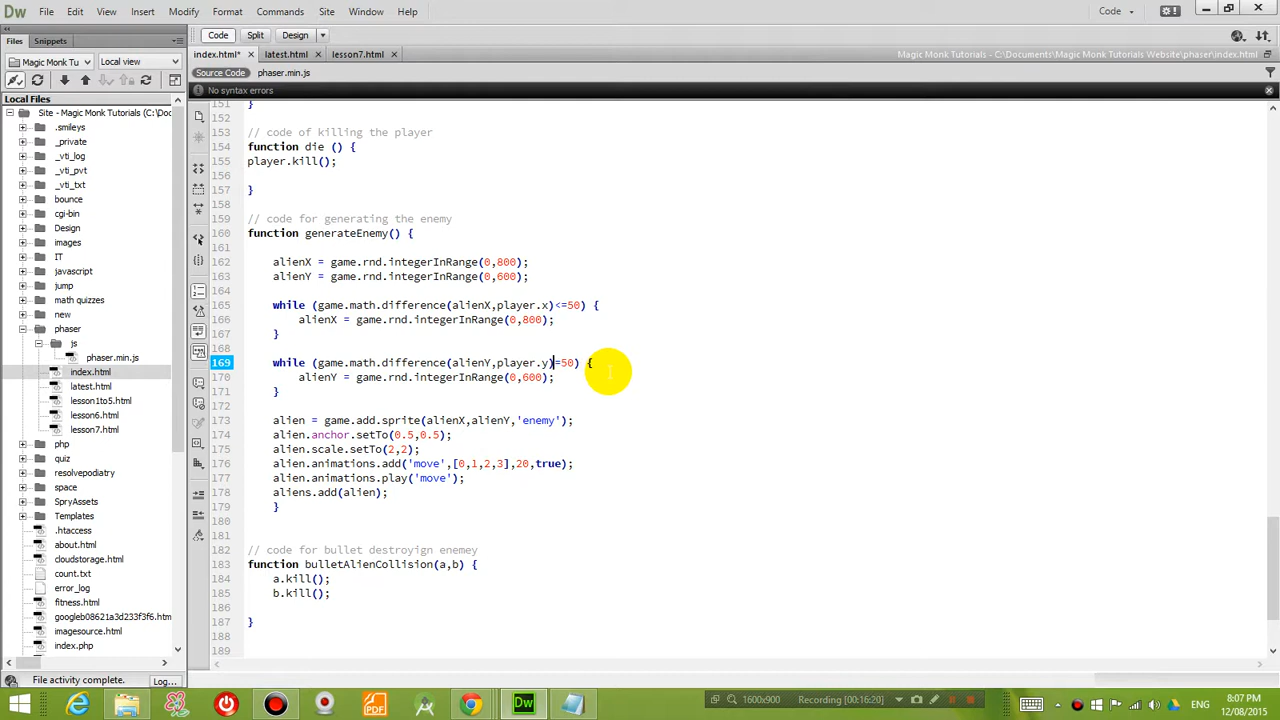 Dw File Edit View Insert Modify Format Commands Site Window Help Code
Files Snippets
Code Split Design
index.html* × latest.html × lesson7.html × Magic Monk Tutorials — C:\Documents\Magic Monk Tutorials Website\phaser\index.html
Magic Monk Tu Local view
Source Code phaser.min.js
No syntax errors
Local Files
Site - Magic Monk Tutorials (C:\Doc
.smileys
_private
_vti_log
_vti_pvt
_vti_txt
bounce
cgi-bin
Design
images
IT
javascript
jump
math quizzes
new
phaser
js
phaser.min.js
index.html
latest.html
lesson1to5.html
lesson6.html
lesson7.html
php
quiz
resolvepodiatry
space
SpryAssets
Templates
.htaccess
about.html
cloudstorage.html
count.txt
error_log
fitness.html
googleb08621a3d233f3f6.htm
imagesource.html
index.php
151 }
152
153 // code of killing the player
154 function die () {
155 player.kill();
156
157 }
158
159 // code for generating the enemy
160 function generateEnemy() {
161
162 alienX = game.rnd.integerInRange(0,800);
163 alienY = game.rnd.integerInRange(0,600);
164
165 while (game.math.difference(alienX,player.x)<=50) {
166 alienX = game.rnd.integerInRange(0,800);
167 }
168
169 while (game.math.difference(alienY,player.y)=50) {
170 alienY = game.rnd.integerInRange(0,600);
171 }
172
173 alien = game.add.sprite(alienX,alienY,'enemy');
174 alien.anchor.setTo(0.5,0.5);
175 alien.scale.setTo(2,2);
176 alien.animations.add('move',[0,1,2,3],20,true);
177 alien.animations.play('move');
178 aliens.add(alien);
179 }
180
181
182 // code for bullet destroyign enemey
183 function bulletAlienCollision(a,b) {
184 a.kill();
185 b.kill();
186
187 }
188
189
File activity complete. Log...
1600x900 Recording [00:16:20]
ENG
8:07 PM
12/08/2015